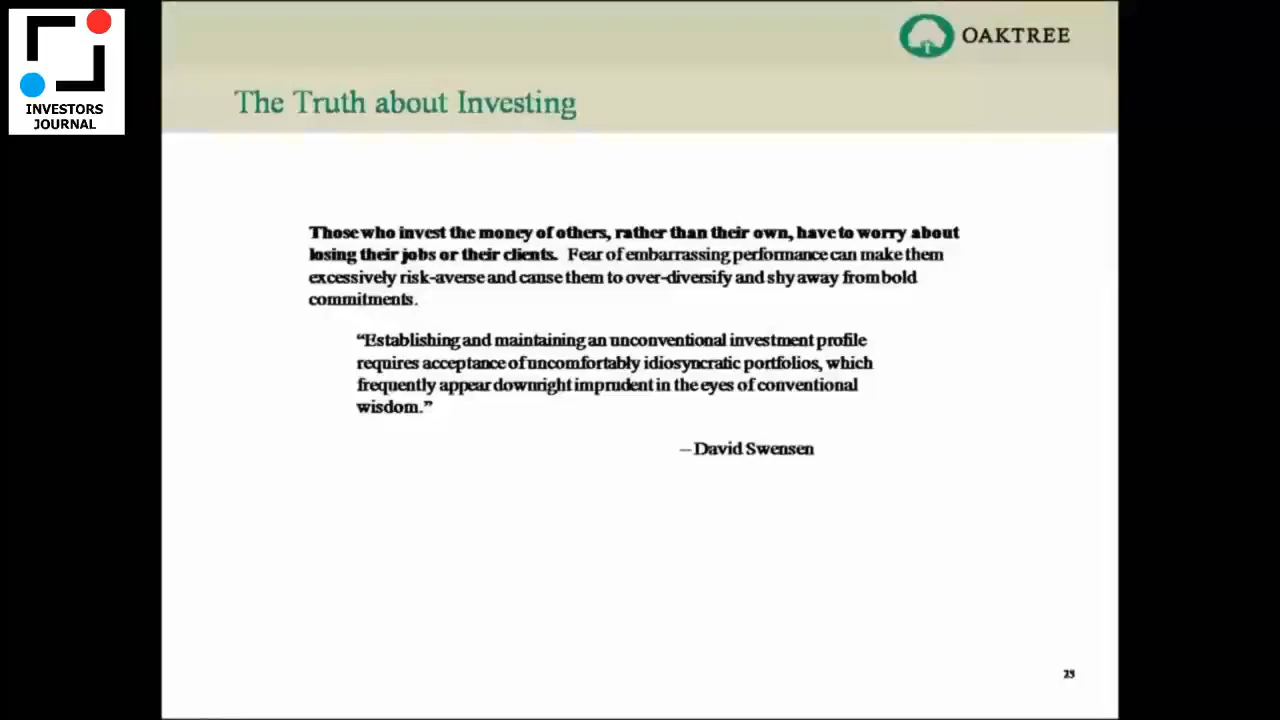 INVESTORS
JOURNAL
OAKTREE
The Truth about Investing
Those who invest the money of others, rather than their own, have to worry about
losing their jobs or their clients. Fear of embarrassing performance can make them
excessively risk-averse and cause them to over-diversify and shy away from bold
commitments.
“Establishing and maintaining an unconventional investment profile
requires acceptance of uncomfortably idiosyncratic portfolios, which
frequently appear downright imprudent in the eyes of conventional
wisdom.”
– David Swensen